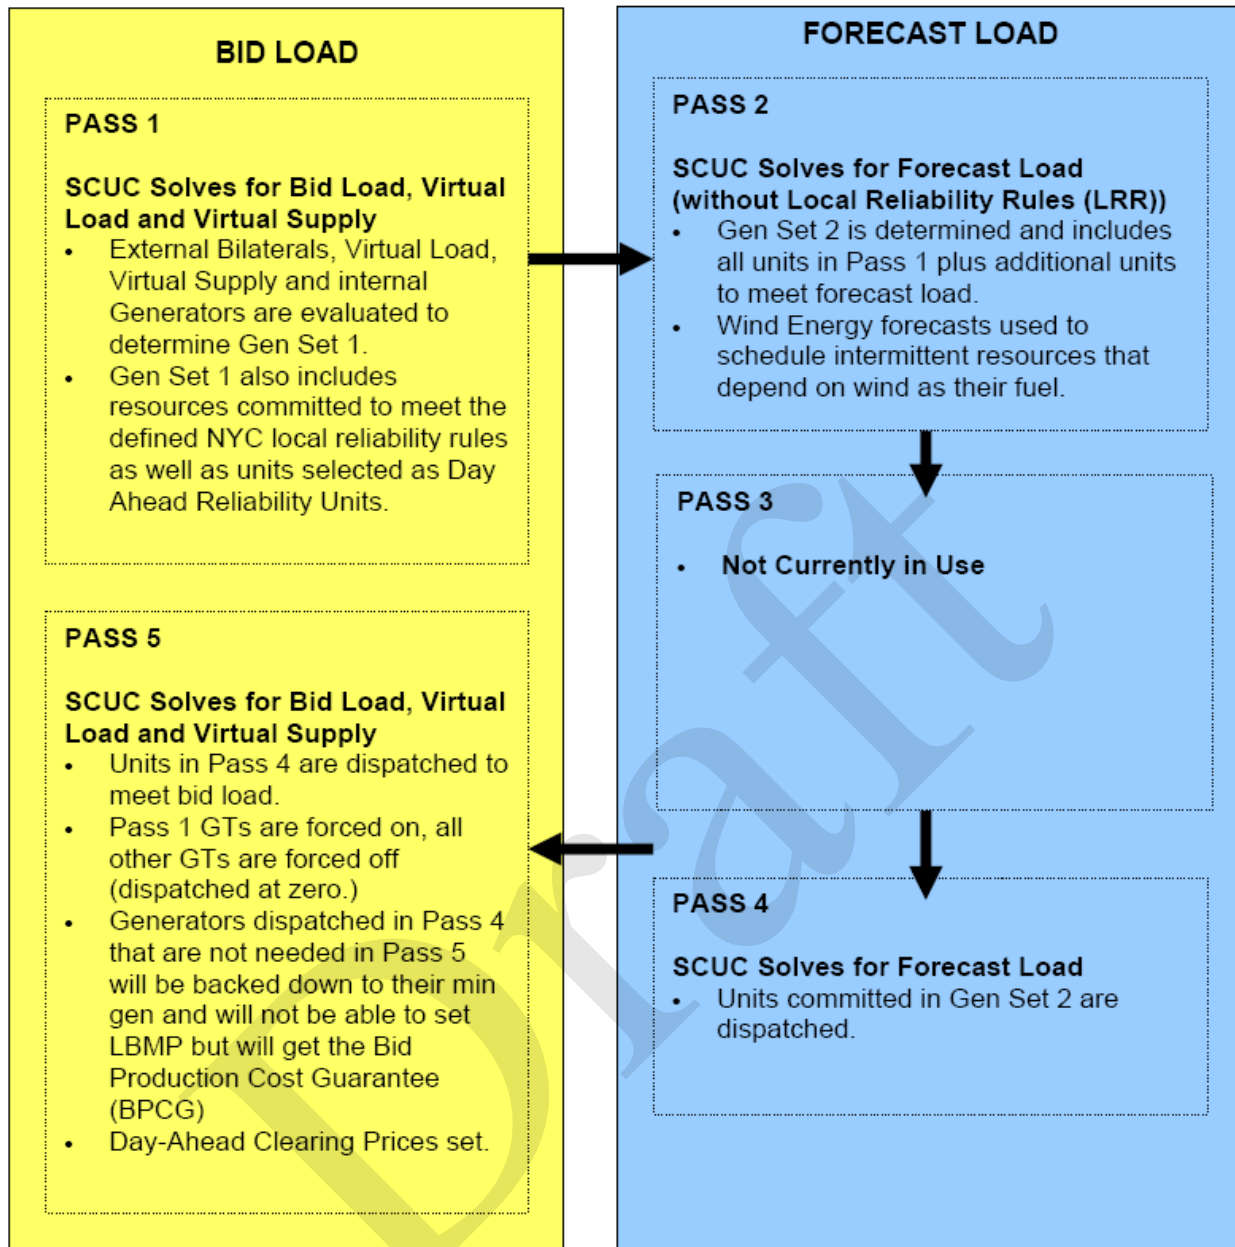 BID LOAD
PASS 1
SCUC Solves for Bid Load, Virtual
Load and Virtual Supply
• External Bilaterals, Virtual Load,
Virtual Supply and internal
Generators are evaluated to
determine Gen Set 1.
• Gen Set 1 also includes
resources committed to meet the
defined NYC local reliability rules
as well as units selected as Day
Ahead Reliability Units.
PASS 5
SCUC Solves for Bid Load, Virtual
Load and Virtual Supply
• Units in Pass 4 are dispatched to
meet bid load.
• Pass 1 GTs are forced on, all
other GTs are forced off
(dispatched at zero.)
• Generators dispatched in Pass 4
that are not needed in Pass 5
will be backed down to their min
gen and will not be able to set
LBMP but will get the Bid
Production Cost Guarantee
(BPCG)
• Day-Ahead Clearing Prices set.
FORECAST LOAD
PASS 2
SCUC Solves for Forecast Load
(without Local Reliability Rules (LRR))
• Gen Set 2 is determined and includes
all units in Pass 1 plus additional units
to meet forecast load.
• Wind Energy forecasts used to
schedule intermittent resources that
depend on wind as their fuel.
PASS 3
• Not Currently in Use
PASS 4
SCUC Solves for Forecast Load
• Units committed in Gen Set 2 are
dispatched.
Draft